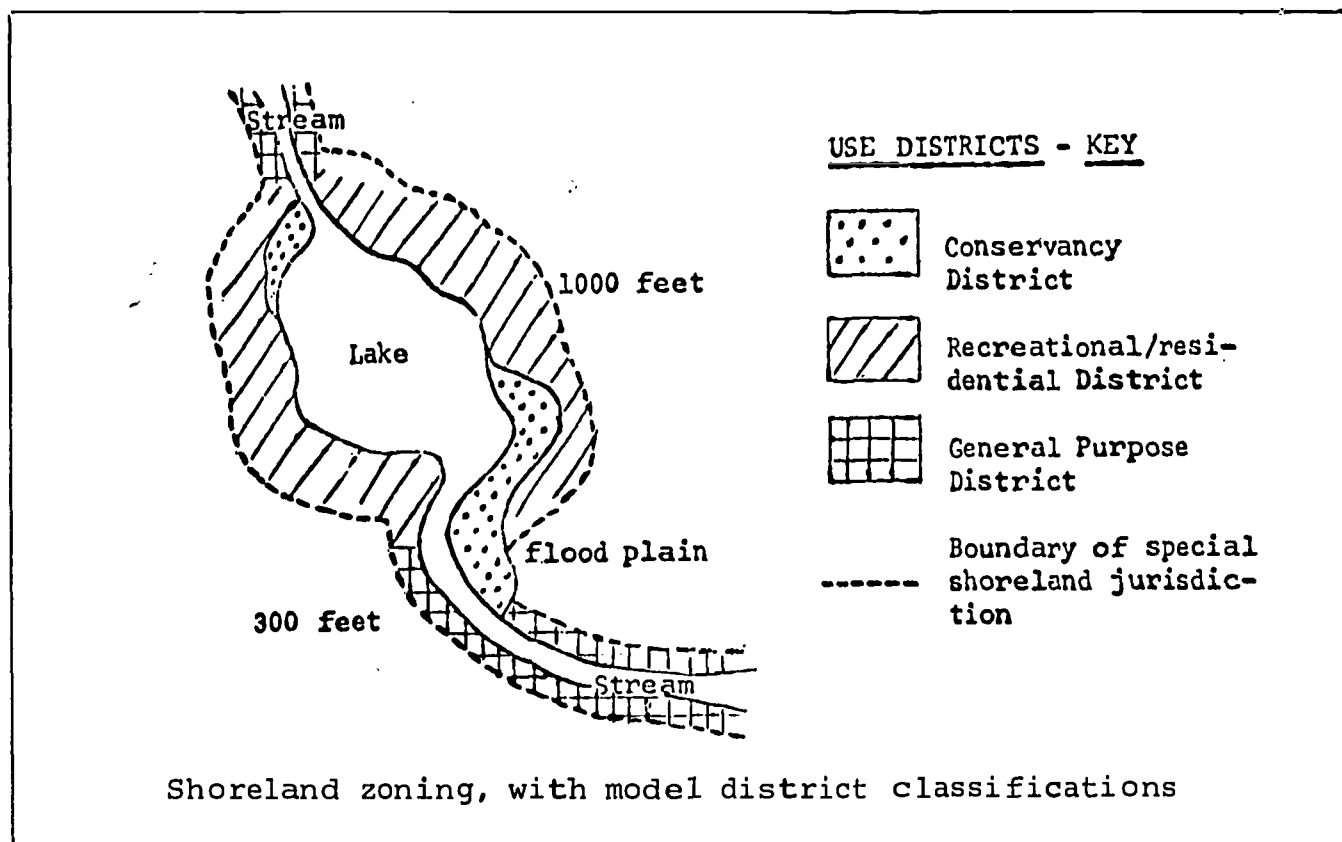 Stream
1000 feet
Lake
flood plain
300 feet
Stream
USE DISTRICTS - KEY
Conservancy
District
Recreational/resi-
dential District
General Purpose
District
Boundary of special
shoreland jurisdic-
tion
Shoreland zoning, with model district classifications